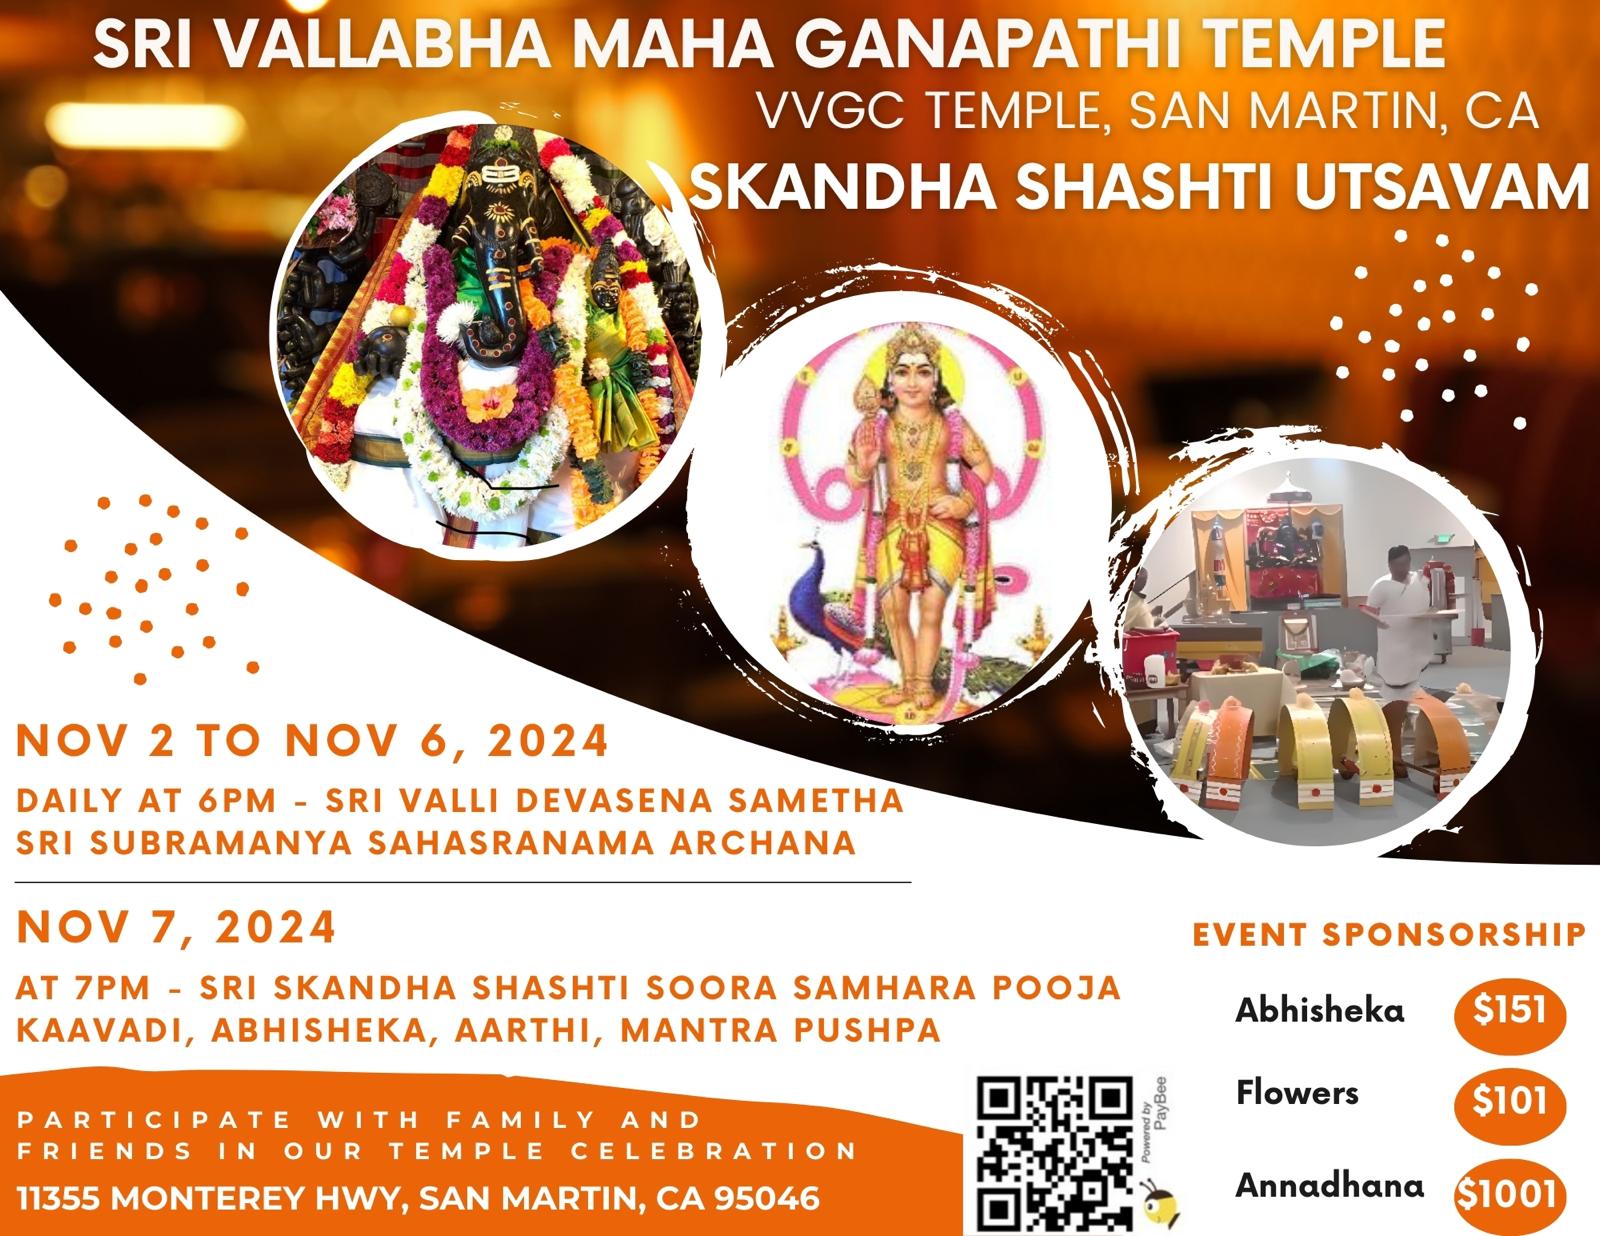 SRI VALLABHA MAHA GANAPATHI TEMPLE
VVGC TEMPLE, SAN MARTIN, CA
SKANDHA SHASHTI UTSAVAM
NOV 2 TO NOV 6, 2024
DAILY AT 6PM - SRI VALLI DEVASENA SAMETHA
SRI SUBRAMANYA SAHASRANAMA ARCHANA
NOV 7, 2024
AT 7PM - SRI SKANDHA SHASHTI SOORA SAMHARA POOJA
KAAVADI, ABHISHEKA, AARTHI, MANTRA PUSHPA
PARTICIPATE WITH FAMILY AND
FRIENDS IN OUR TEMPLE CELEBRATION
11355 MONTEREY HWY, SAN MARTIN, CA 95046
Powered by
PayBee
EVENT SPONSORSHIP
Abhisheka $151
Flowers $101
Annadhana $1001